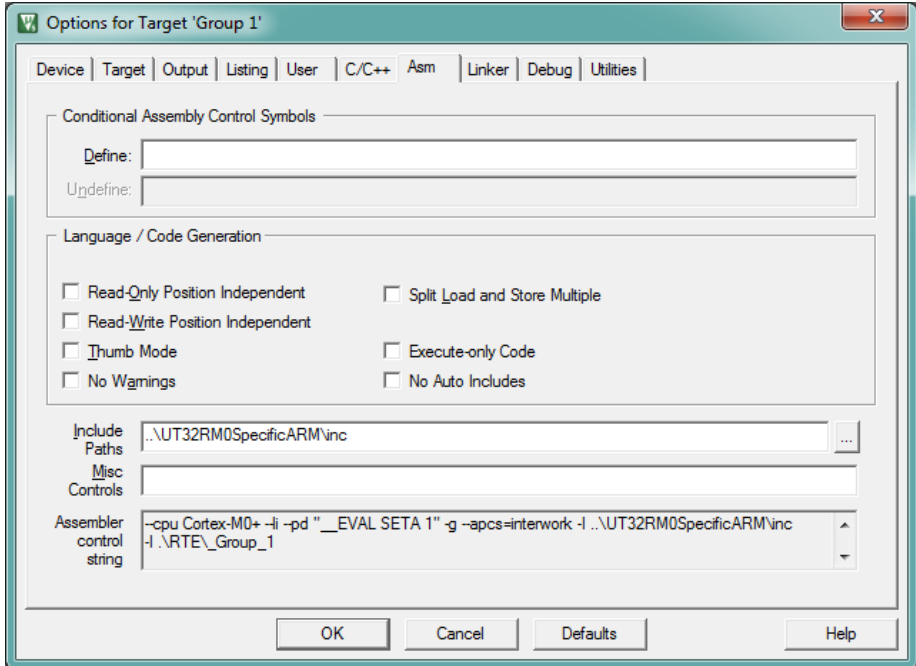 Options for Target 'Group 1'
x
Device Target Output Listing User C/C++ Asm Linker Debug Utilities
Conditional Assembly Control Symbols
Define:
Undefine:
Language / Code Generation
Read-Only Position Independent Split Load and Store Multiple
Read-Write Position Independent
Thumb Mode Execute-only Code
No Warnings No Auto Includes
Include Paths ..\UT32RM0SpecificARM\inc ...
Misc Controls
Assembler control string --cpu Cortex-M0+ --li --pd "__EVAL SETA 1" -g --apcs=interwork -I ..\UT32RM0SpecificARM\inc
-I .\RTE\_Group_1
OK Cancel Defaults Help